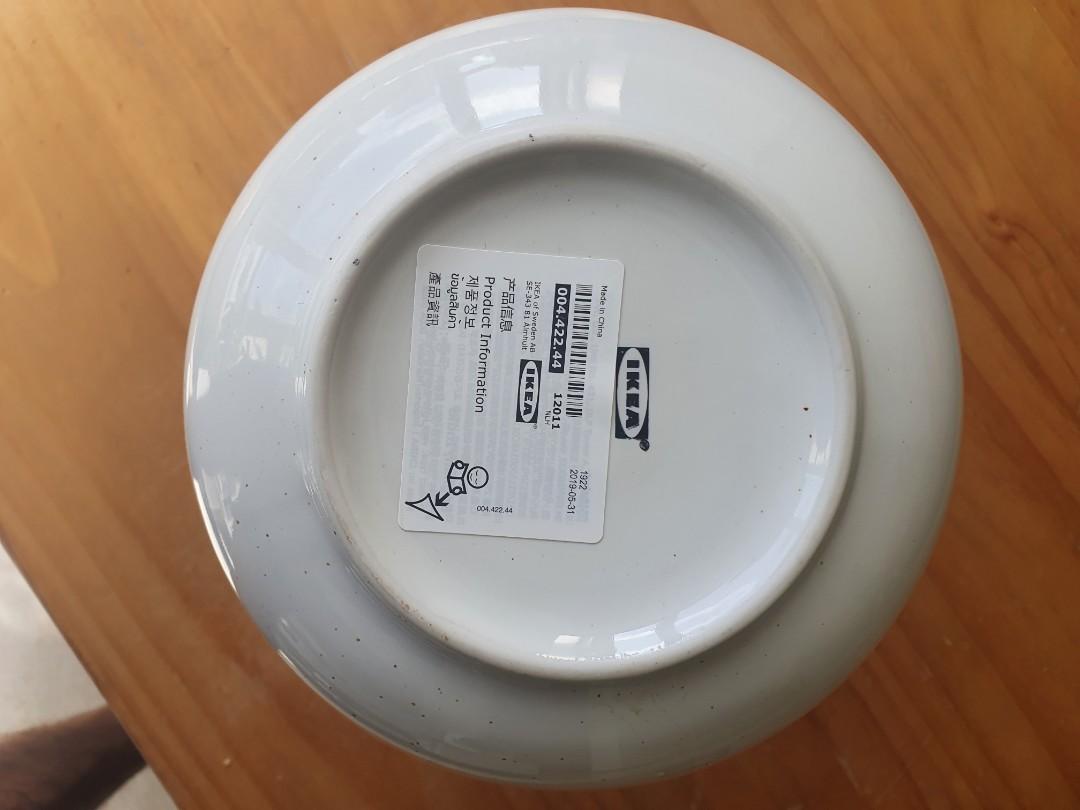 Made in China
004.422.44
12011
NLH
1922
2019-05-31
IKEA of Sweden AB
SE-343 81 Älmhult
IKEA®
产品信息
Product Information
제품정보
ข้อมูลสินค้า
產品資訊
004.422.44
IKEA®